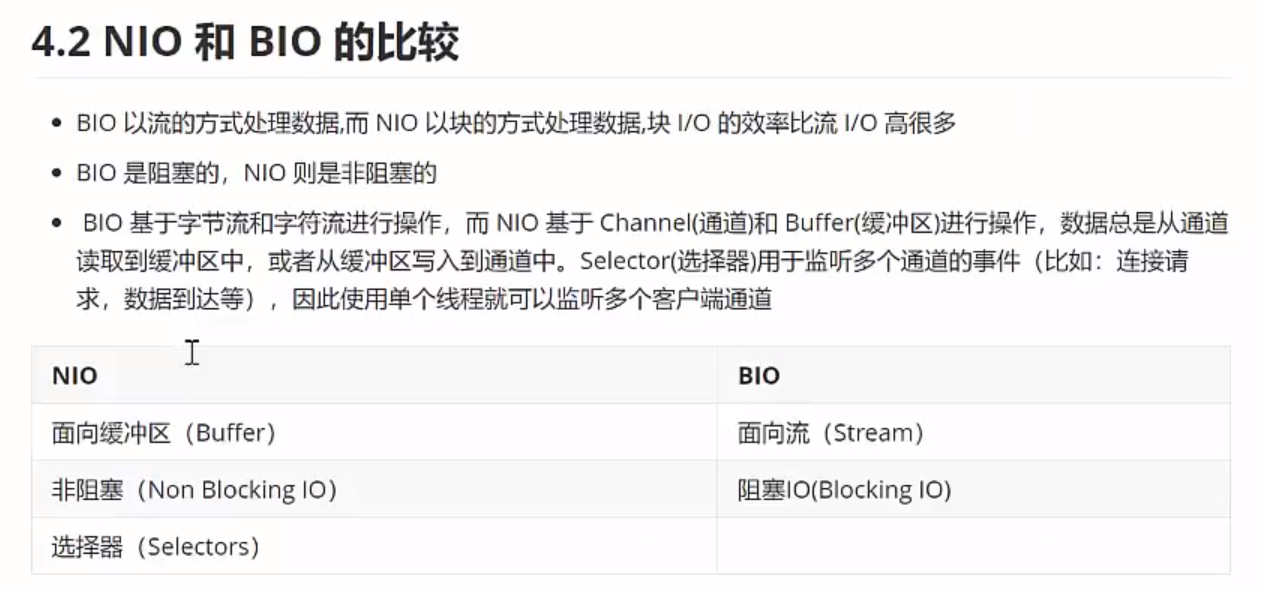 4.2 NIO 和 BIO 的比较
BIO 以流的方式处理数据,而 NIO 以块的方式处理数据,块 I/O 的效率比流 I/O 高很多
BIO 是阻塞的，NIO 则是非阻塞的
BIO 基于字节流和字符流进行操作，而 NIO 基于 Channel(通道)和 Buffer(缓冲区)进行操作，数据总是从通道
读取到缓冲区中，或者从缓冲区写入到通道中。Selector(选择器)用于监听多个通道的事件（比如：连接请
求，数据到达等），因此使用单个线程就可以监听多个客户端通道
NIO BIO
面向缓冲区（Buffer） 面向流（Stream）
非阻塞（Non Blocking IO） 阻塞IO(Blocking IO)
选择器（Selectors）